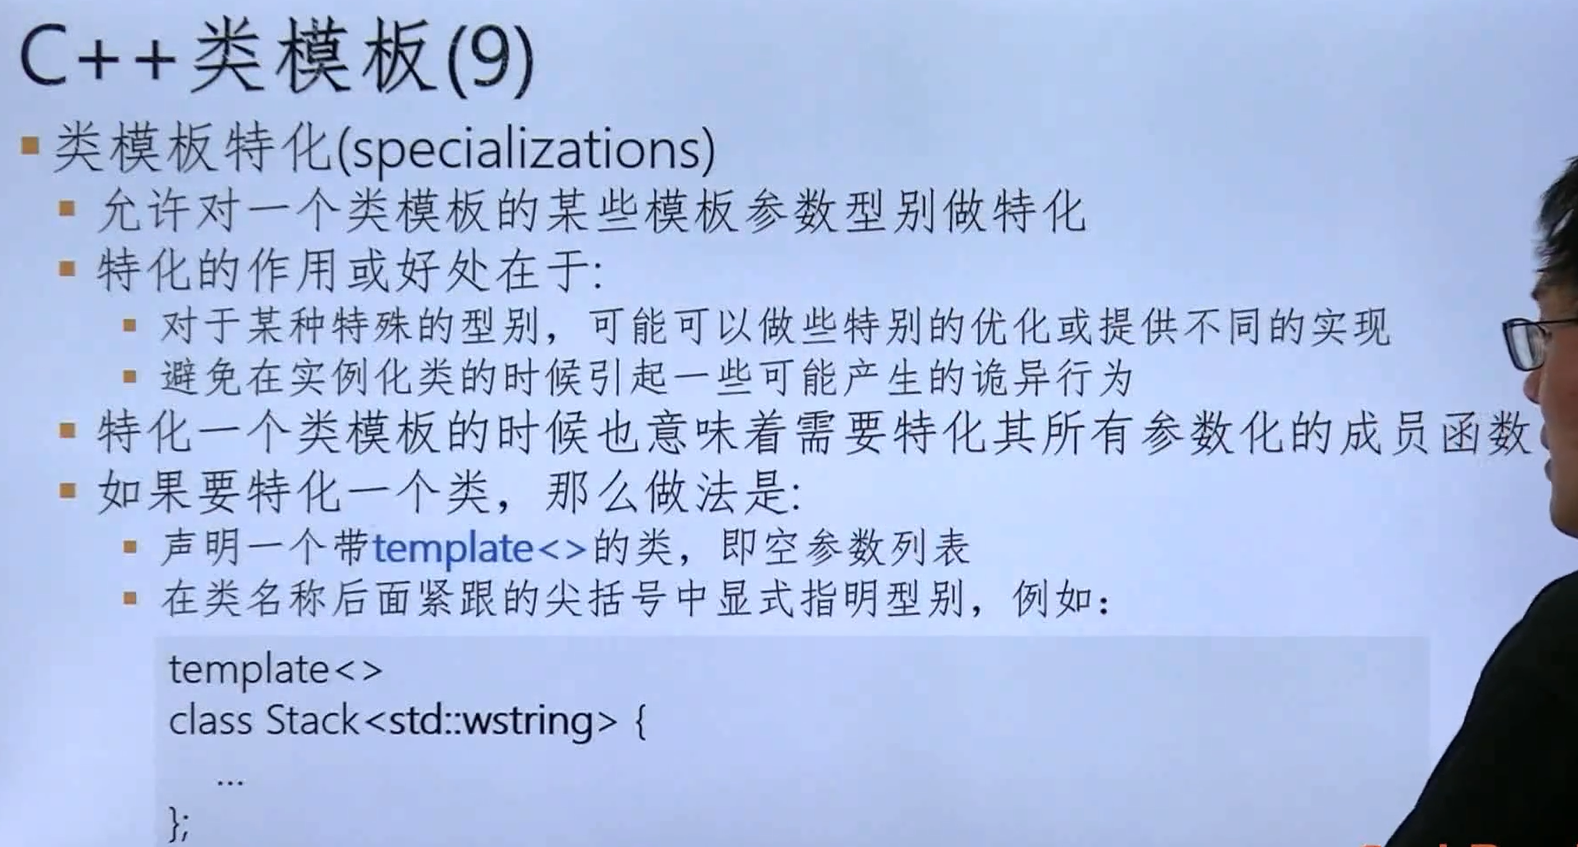 C++类模板(9)
类模板特化(specializations)
允许对一个类模板的某些模板参数型别做特化
特化的作用或好处在于:
对于某种特殊的型别，可能可以做些特别的优化或提供不同的实现
避免在实例化类的时候引起一些可能产生的诡异行为
特化一个类模板的时候也意味着需要特化其所有参数化的成员函数
如果要特化一个类，那么做法是:
声明一个带template<>的类，即空参数列表
在类名称后面紧跟的尖括号中显式指明型别，例如：
template<>
class Stack<std::wstring> {
...
};